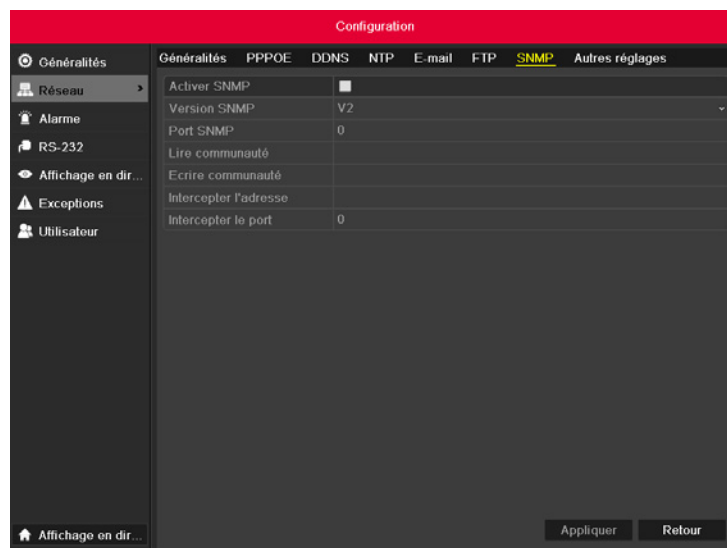 Configuration
Généralités
Réseau
Alarme
RS-232
Affichage en dir...
Exceptions
Utilisateur
Affichage en dir...
Généralités PPPOE DDNS NTP E-mail FTP SNMP Autres réglages
Activer SNMP
Version SNMP V2
Port SNMP 0
Lire communauté
Ecrire communauté
Intercepter l'adresse
Intercepter le port 0
Appliquer Retour